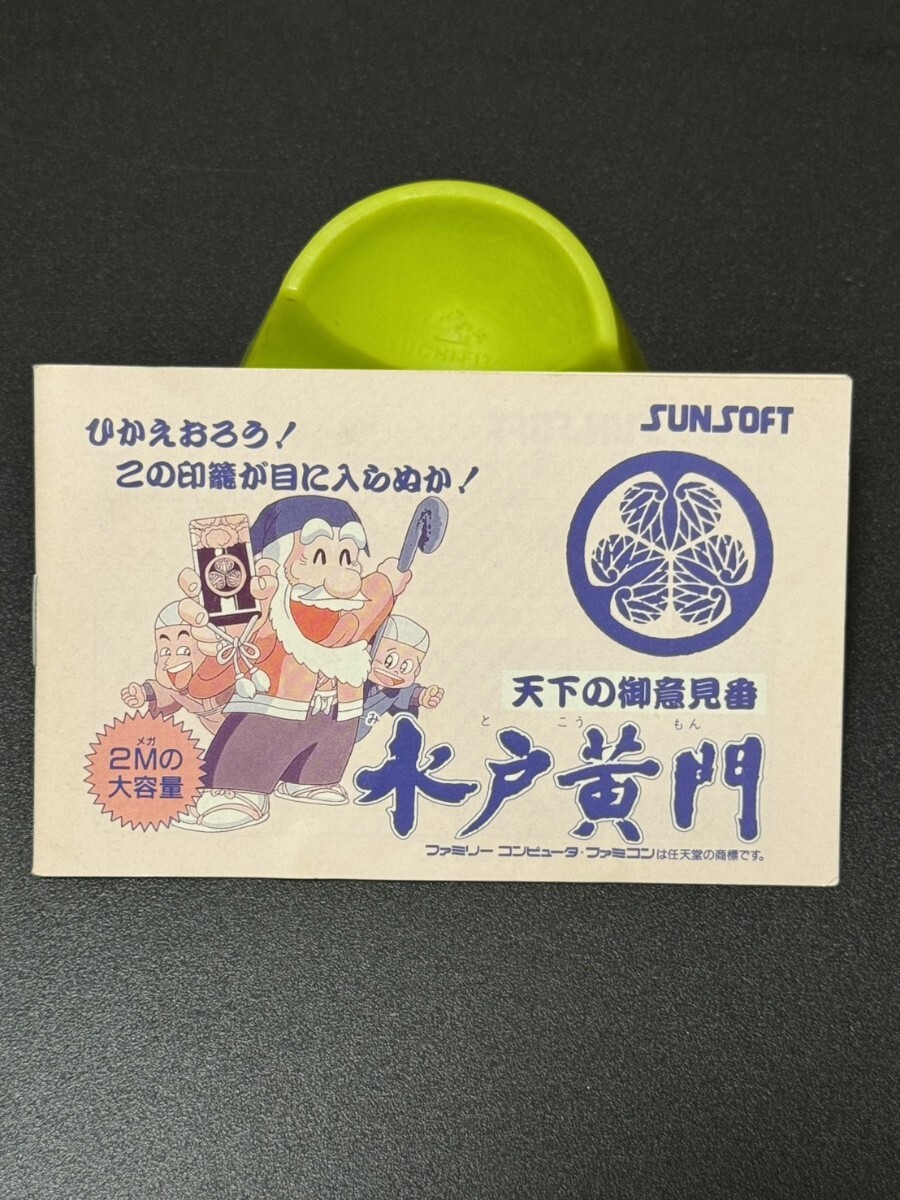 SUNSOFT
ひかえおろう!
この印籠が目に入らぬか!
天下の御意見番
み と こう もん
水戸黄門
メガ
2Mの
大容量
ファミリー コンピュータ・ファミコンは任天堂の商標です。